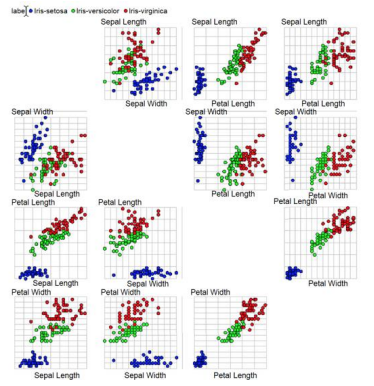 label Iris-setosa Iris-versicolor Iris-virginica
Sepal Length Sepal Length Sepal Length
Sepal Width Petal Length Petal Width
Sepal Width Sepal Width Sepal Width
Sepal Length Petal Length Petal Width
Petal Length Petal Length Petal Length
Sepal Length Sepal Width Petal Width
Petal Width Petal Width Petal Width
Sepal Length Sepal Width Petal Length